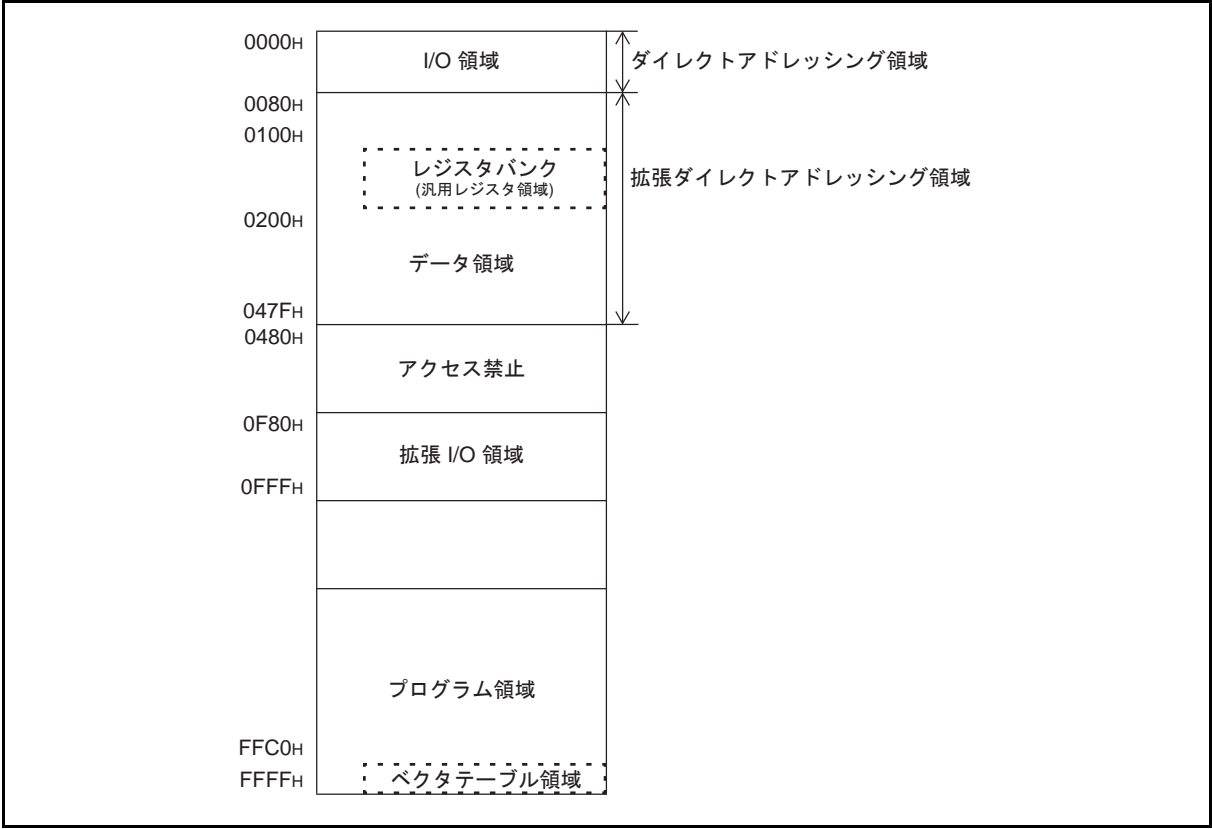 0000H
I/O 領域
ダイレクトアドレッシング領域
0080H
0100H
レジスタバンク
(汎用レジスタ領域)
拡張ダイレクトアドレッシング領域
0200H
データ領域
047FH
0480H
アクセス禁止
0F80H
拡張 I/O 領域
0FFFH
プログラム領域
FFC0H
FFFFH
ベクタテーブル領域